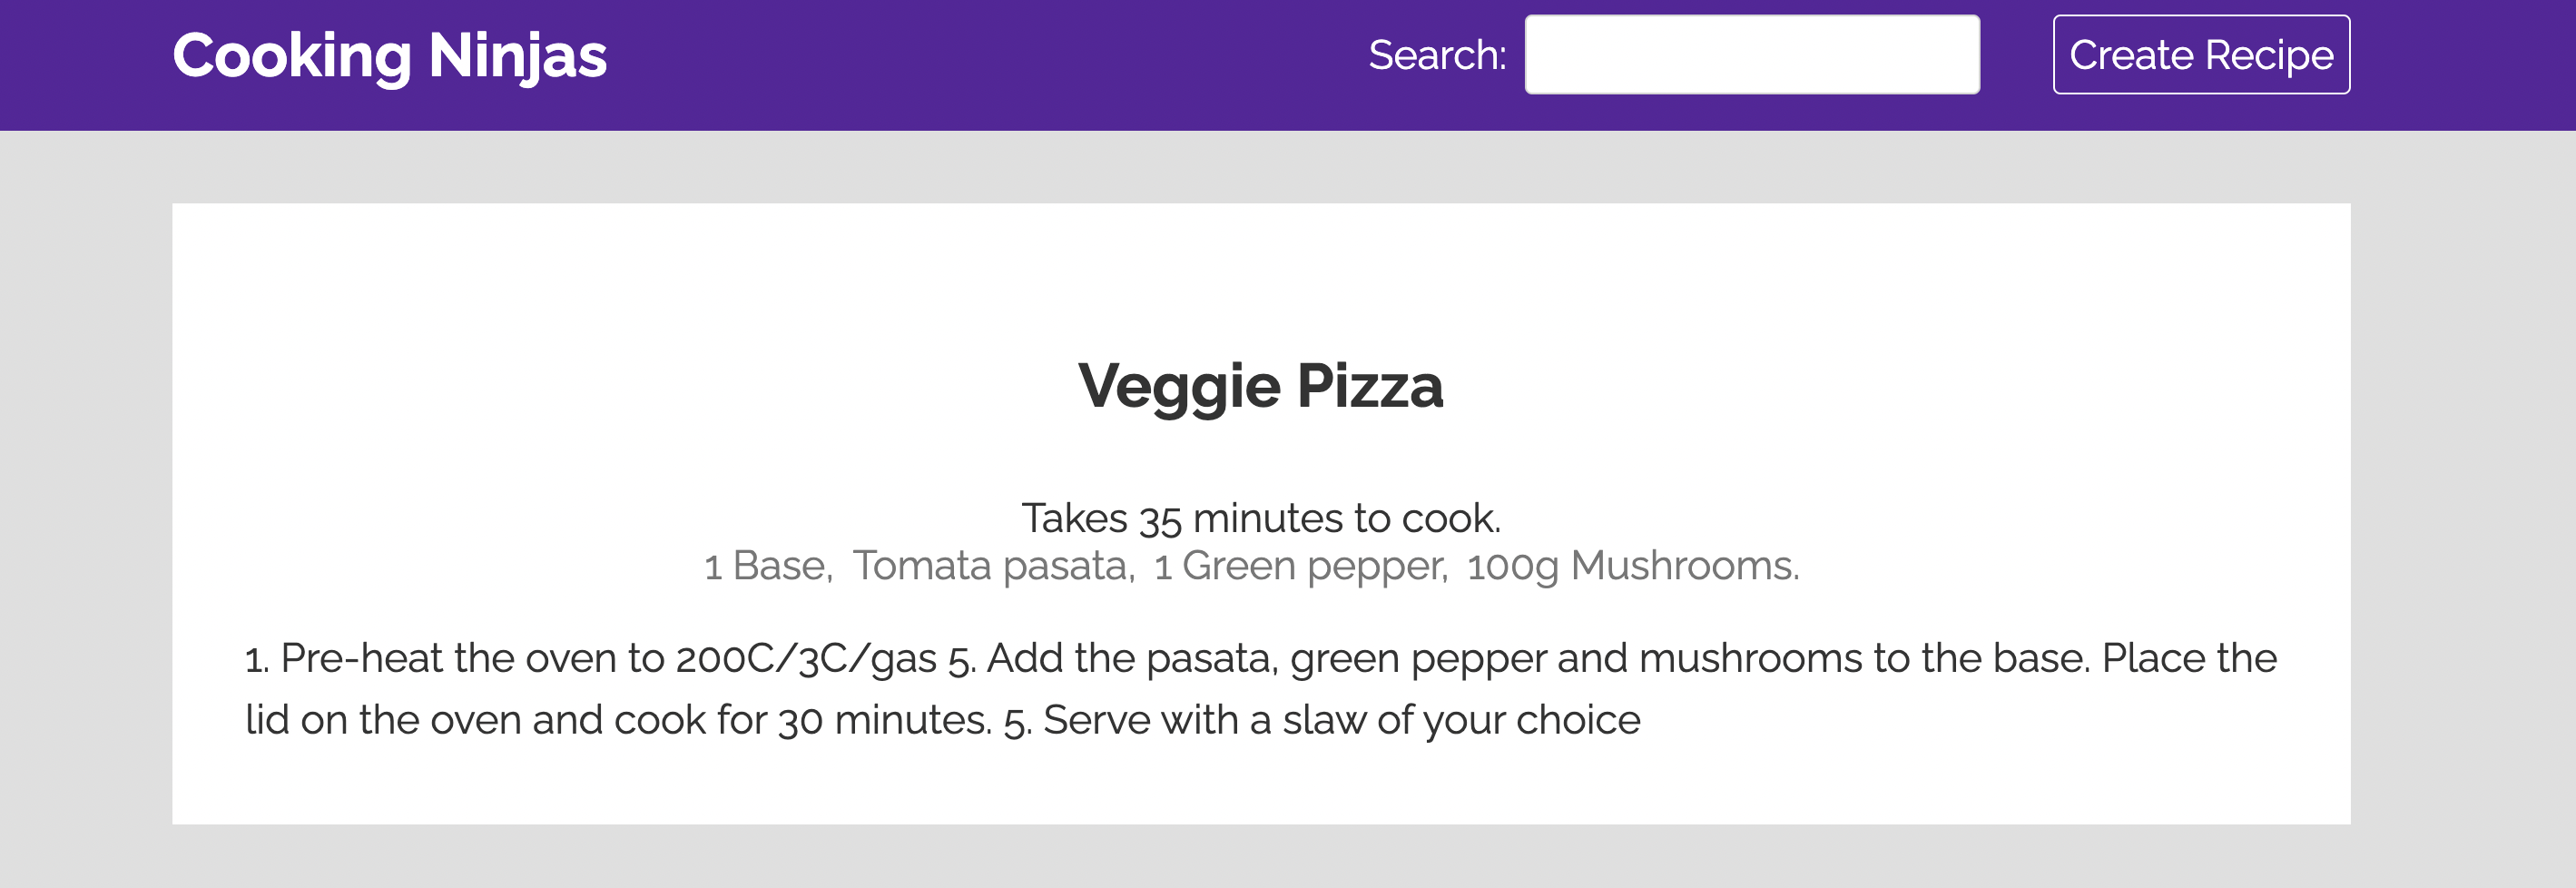 Cooking Ninjas
Search:
Create Recipe
Veggie Pizza
Takes 35 minutes to cook.
1 Base, Tomata pasata, 1 Green pepper, 100g Mushrooms.
1. Pre-heat the oven to 200C/3C/gas 5. Add the pasata, green pepper and mushrooms to the base. Place the
lid on the oven and cook for 30 minutes. 5. Serve with a slaw of your choice